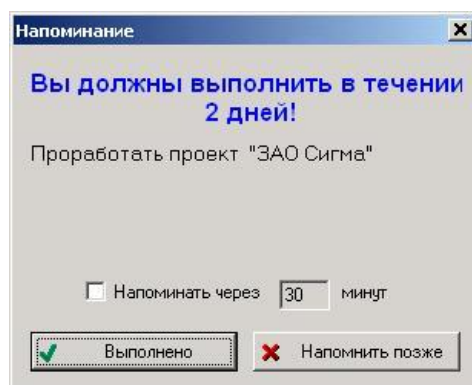 Напоминание
Вы должны выполнить в течении
2 дней!
Проработать проект "ЗАО Сигма"
Напоминать через 30 минут
Выполнено Напомнить позже